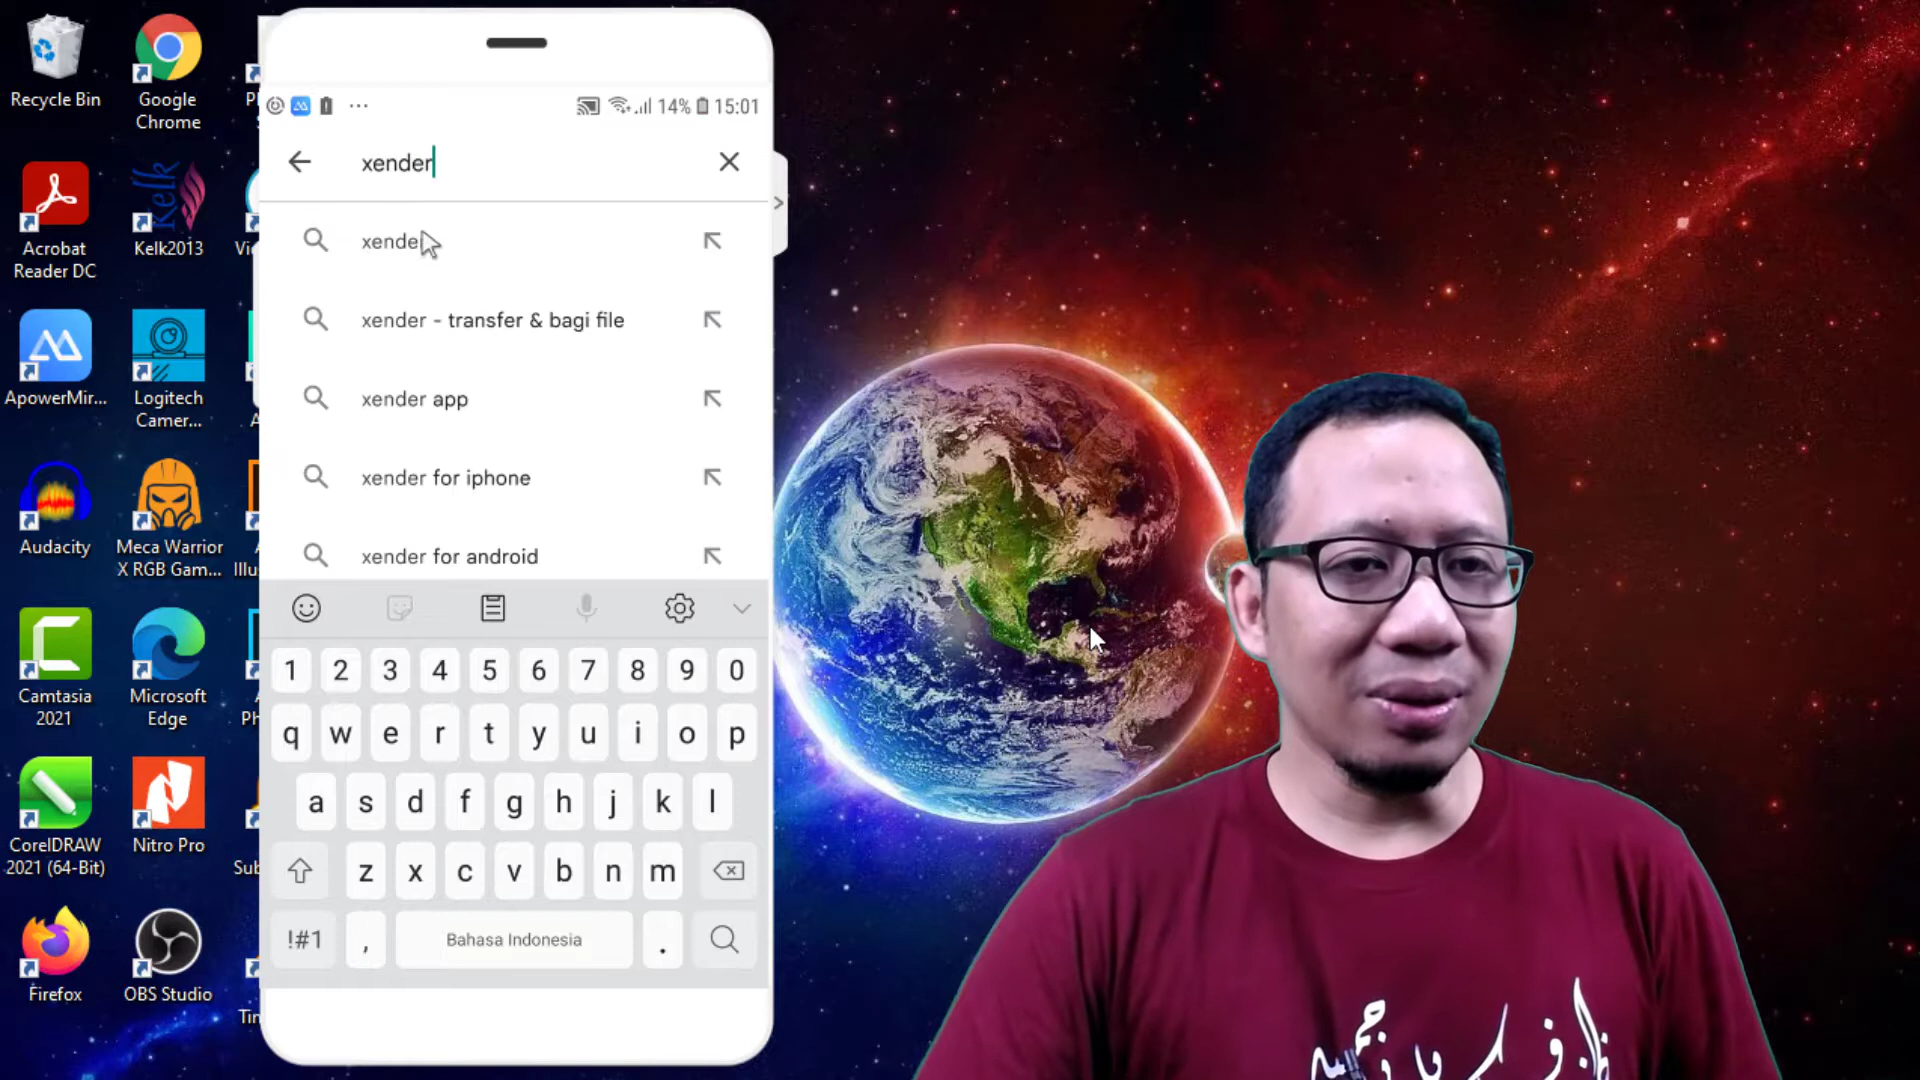 Recycle Bin
Google
Chrome
Acrobat
Reader DC
Kelk2013
ApowerMir...
Logitech
Camer...
Audacity
Meca Warrior
X RGB Gam...
Camtasia
2021
Microsoft
Edge
CorelDRAW
2021 (64-Bit)
Nitro Pro
Firefox
OBS Studio
14% 15:01
xender
xender
xender - transfer & bagi file
xender app
xender for iphone
xender for android
1 2 3 4 5 6 7 8 9 0
q w e r t y u i o p
a s d f g h j k l
z x c v b n m
!#1 , Bahasa Indonesia .